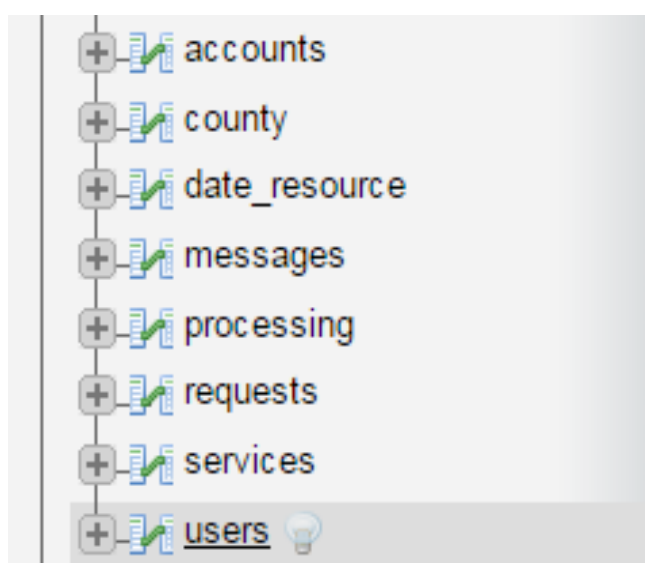 accounts
county
date_resource
messages
processing
requests
services
users